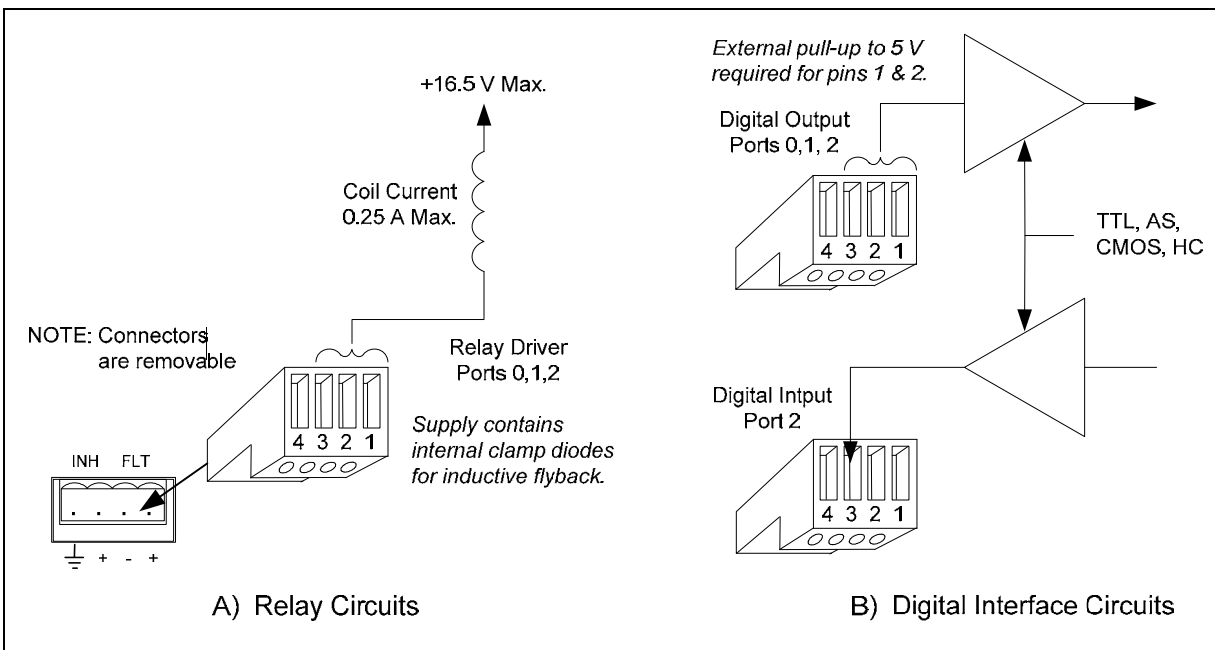 +16.5 V Max.
Coil Current
0.25 A Max.
NOTE: Connectors
are removable
Relay Driver
Ports 0,1,2
4 3 2 1
Supply contains
internal clamp diodes
for inductive flyback.
INH FLT
+ - +
A) Relay Circuits
External pull-up to 5 V
required for pins 1 & 2.
Digital Output
Ports 0,1, 2
4 3 2 1
TTL, AS,
CMOS, HC
Digital Intput
Port 2
4 3 2 1
B) Digital Interface Circuits